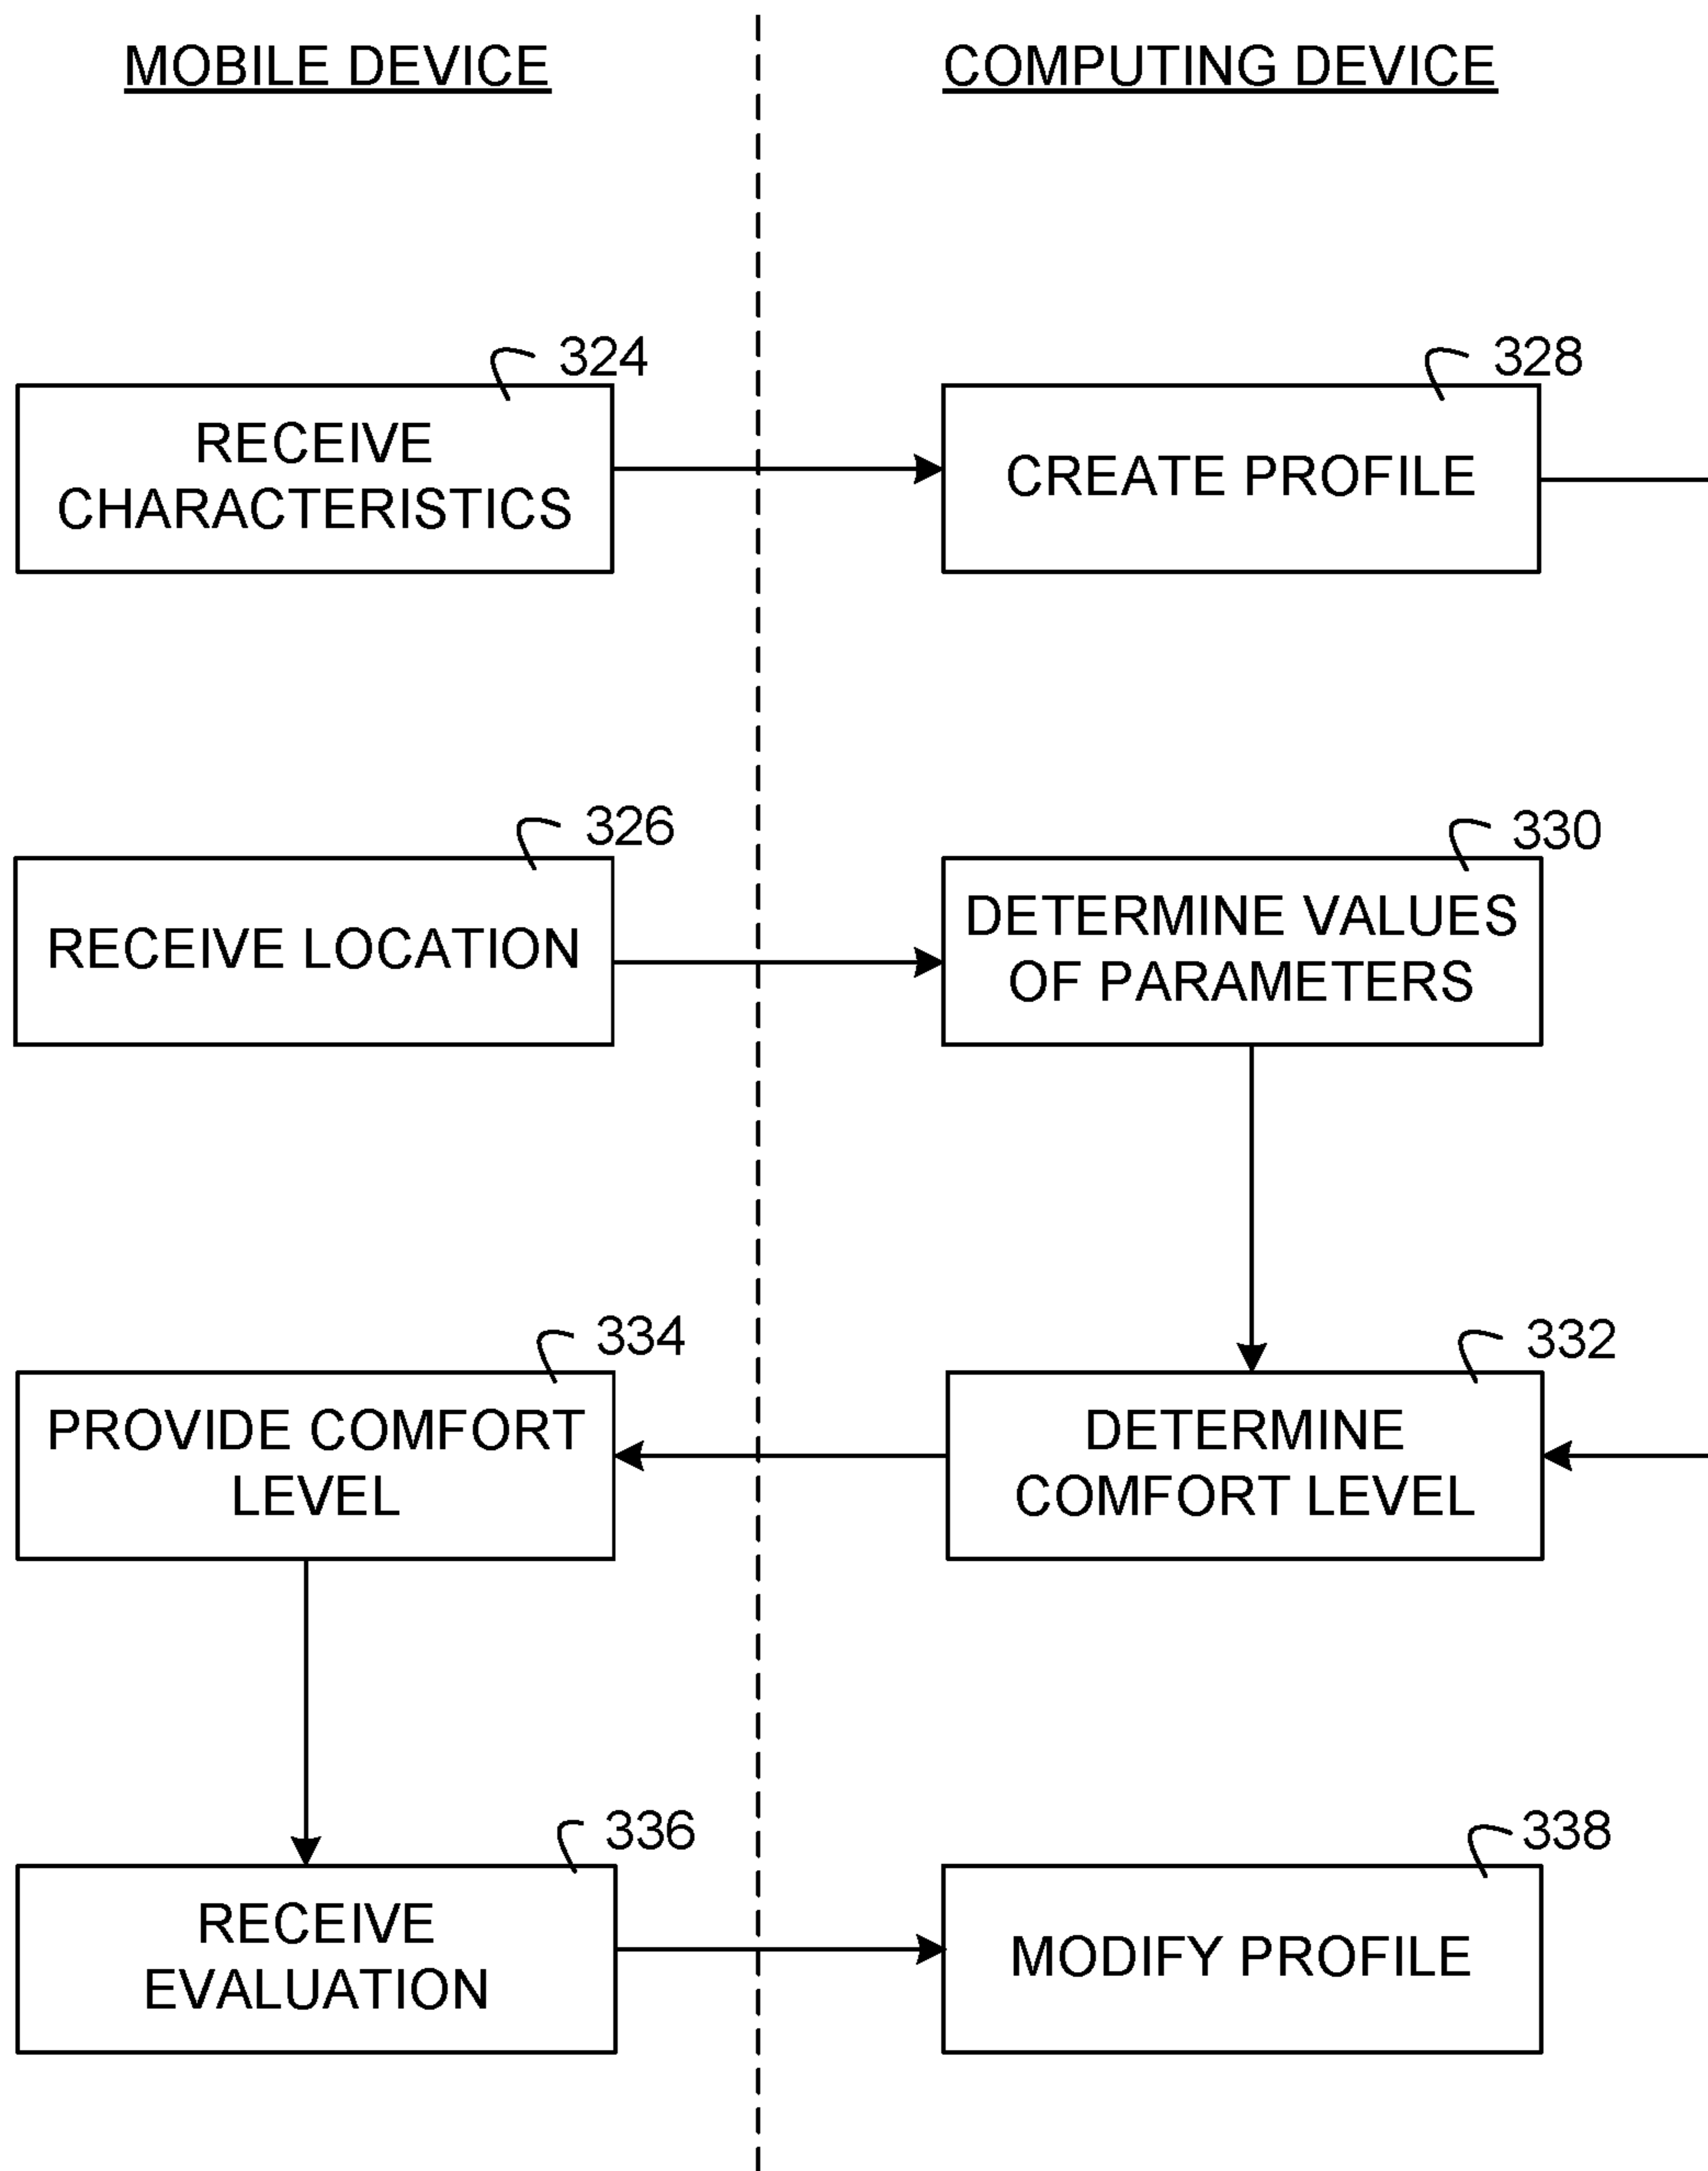 MOBILE DEVICE
COMPUTING DEVICE
324
RECEIVE
CHARACTERISTICS
328
CREATE PROFILE
326
RECEIVE LOCATION
330
DETERMINE VALUES
OF PARAMETERS
334
PROVIDE COMFORT
LEVEL
332
DETERMINE
COMFORT LEVEL
336
RECEIVE
EVALUATION
338
MODIFY PROFILE